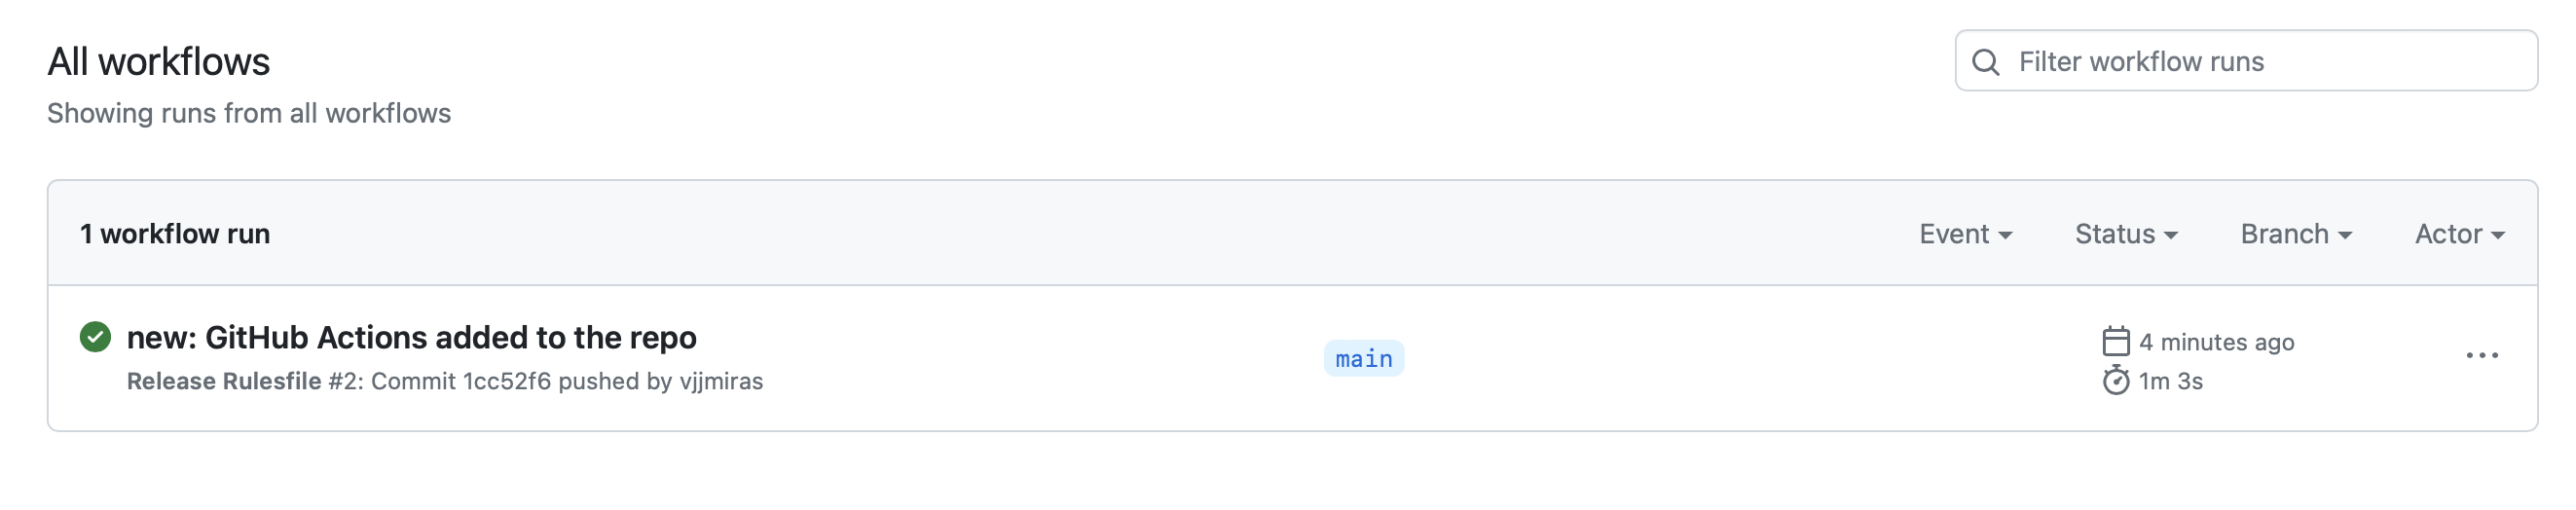 All workflows
Filter workflow runs
Showing runs from all workflows
1 workflow run
Event
Status
Branch
Actor
new: GitHub Actions added to the repo
Release Rulesfile #2: Commit 1cc52f6 pushed by vjjmiras
main
4 minutes ago
1m 3s